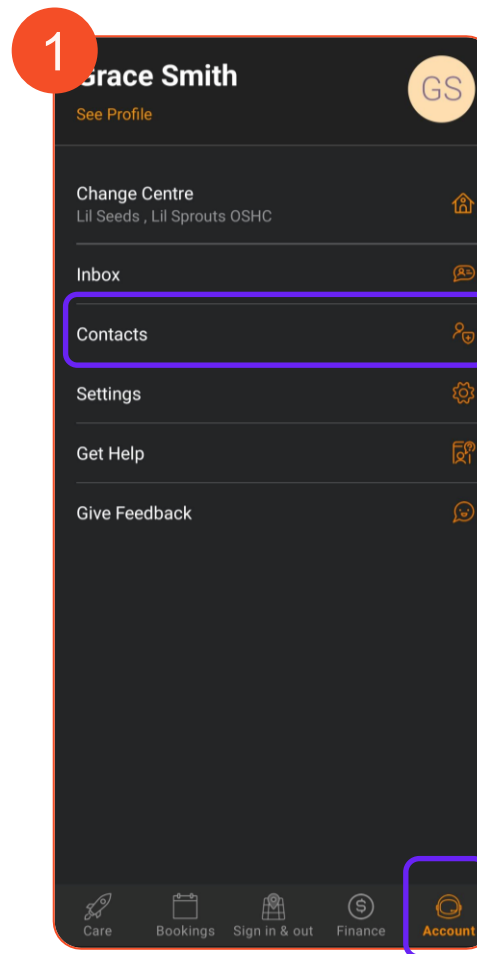 1
Grace Smith
GS
See Profile
Change Centre
Lil Seeds , Lil Sprouts OSHC
Inbox
Contacts
Settings
Get Help
Give Feedback
Care Bookings Sign in & out Finance Account